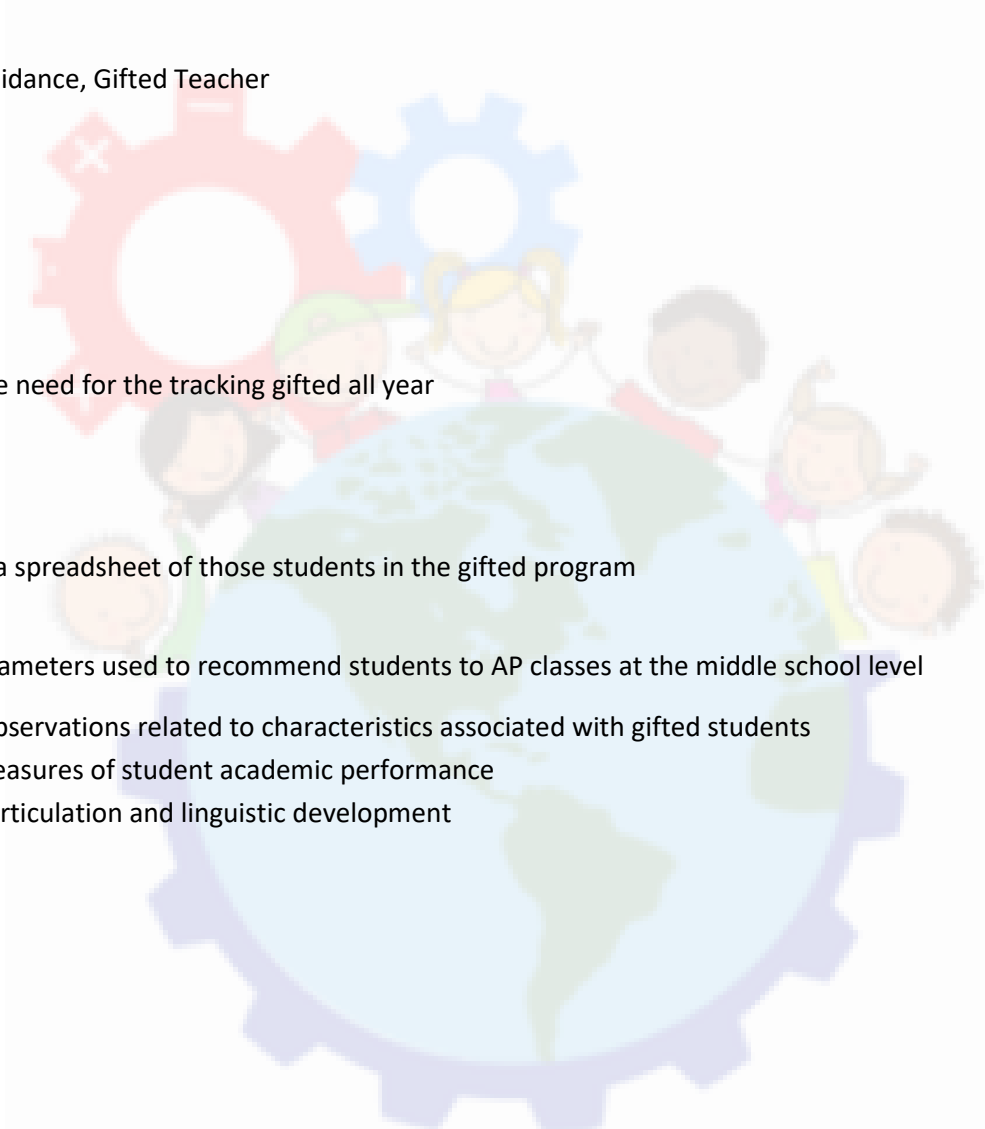 idance, Gifted Teacher
e need for the tracking gifted all year
a spreadsheet of those students in the gifted program
ameters used to recommend students to AP classes at the middle school level
bservations related to characteristics associated with gifted students
easures of student academic performance
rticulation and linguistic development